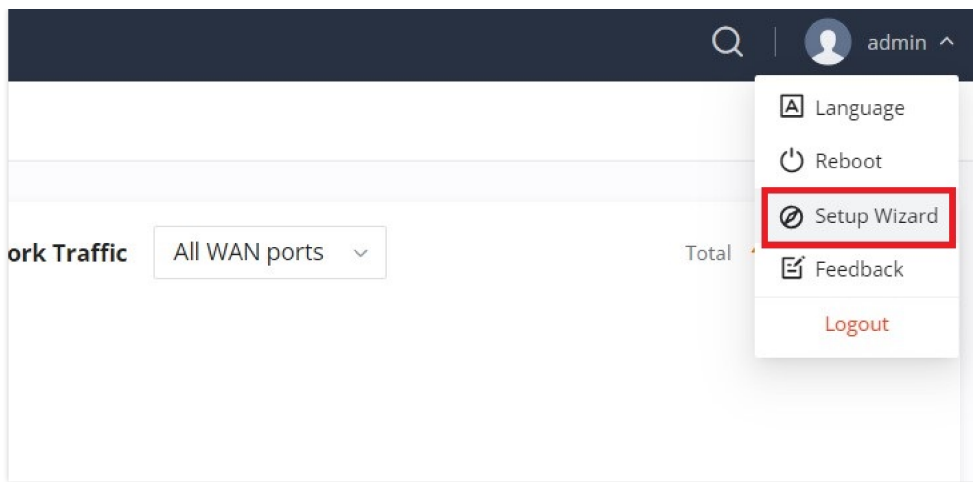 admin
A Language
Reboot
Setup Wizard
ork Traffic All WAN ports Total
Feedback
Logout